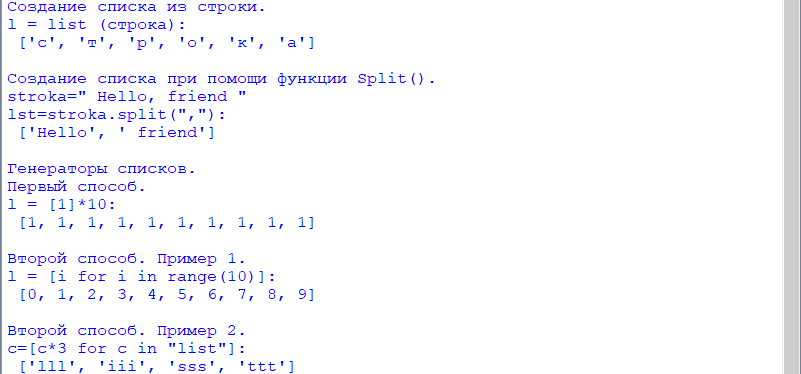 Создание списка из строки.
l = list (строка):
['с', 'т', 'р', 'о', 'к', 'а']
Создание списка при помощи функции Split().
stroka=" Hello, friend "
lst=stroka.split(","):
['Hello', ' friend']
Генераторы списков.
Первый способ.
l = [1]*10:
[1, 1, 1, 1, 1, 1, 1, 1, 1, 1]
Второй способ. Пример 1.
l = [i for i in range(10)]:
[0, 1, 2, 3, 4, 5, 6, 7, 8, 9]
Второй способ. Пример 2.
c=[c*3 for c in "list"]:
['lll', 'iii', 'sss', 'ttt']